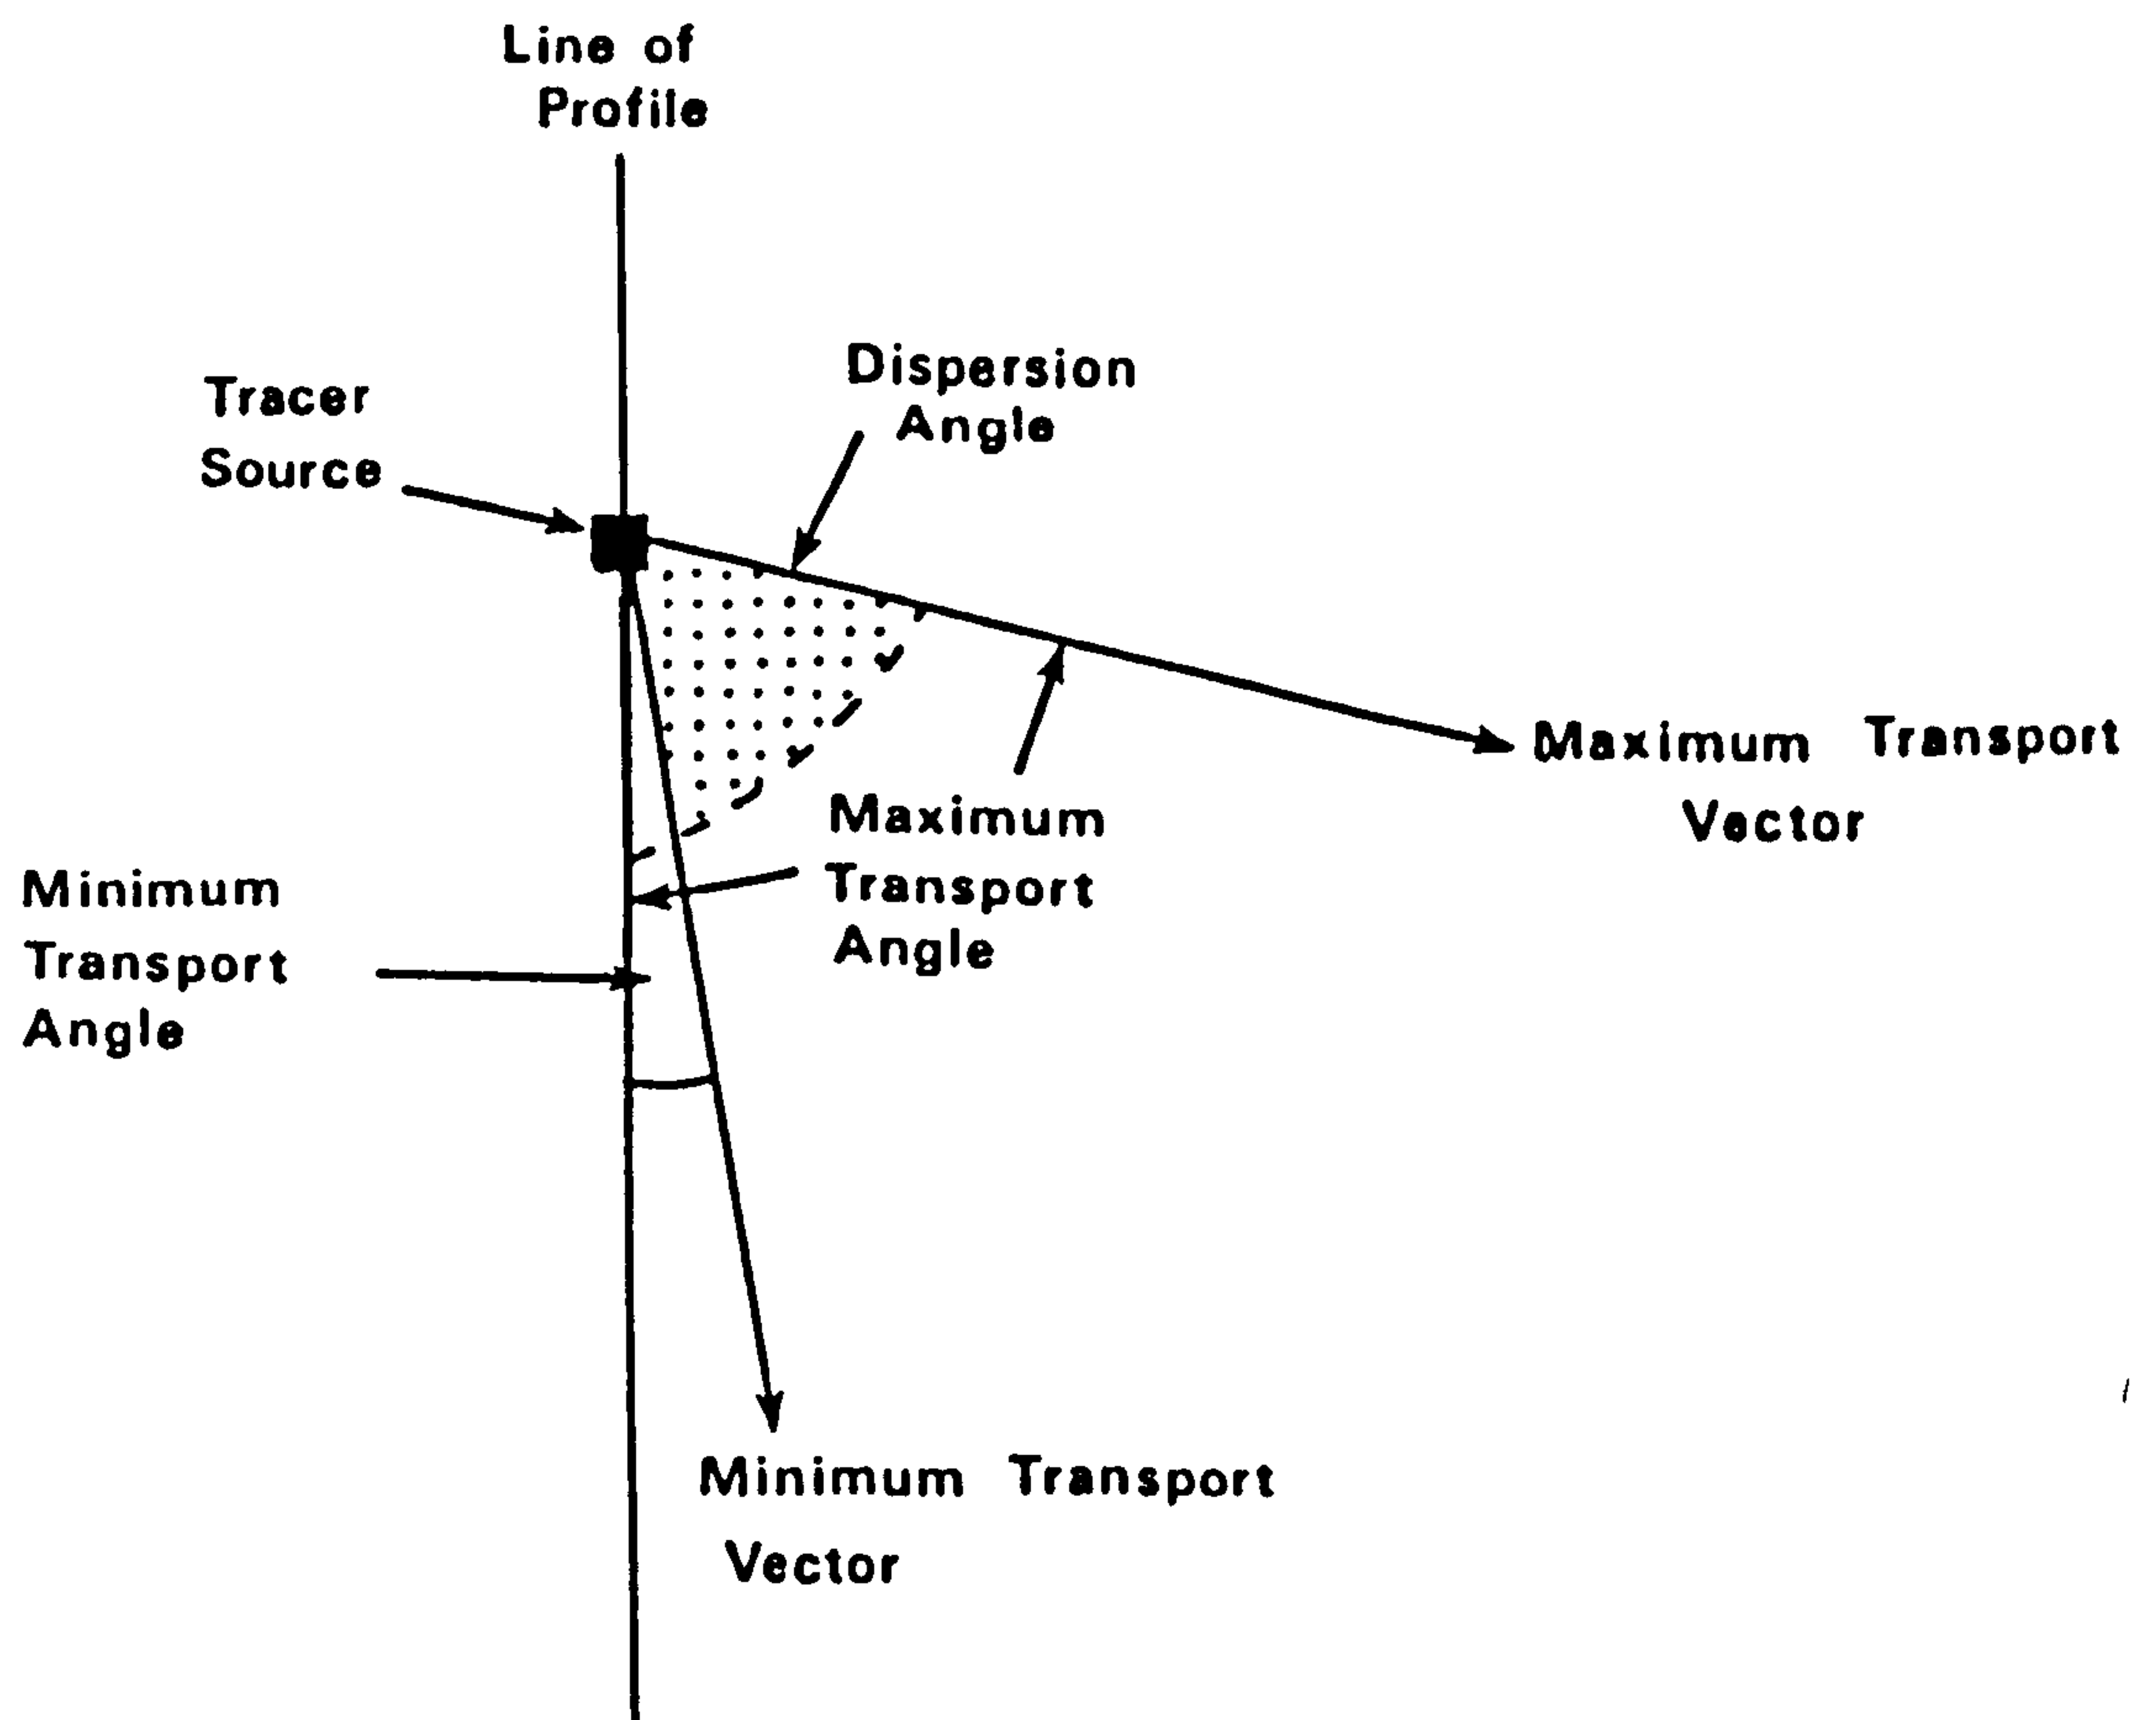 Line of
Profile
Dispersion
Angle
Tracer
Source
Maximum Transport
Vector
Maximum
Transport
Angle
Minimum
Transport
Angle
Minimum Transport
Vector